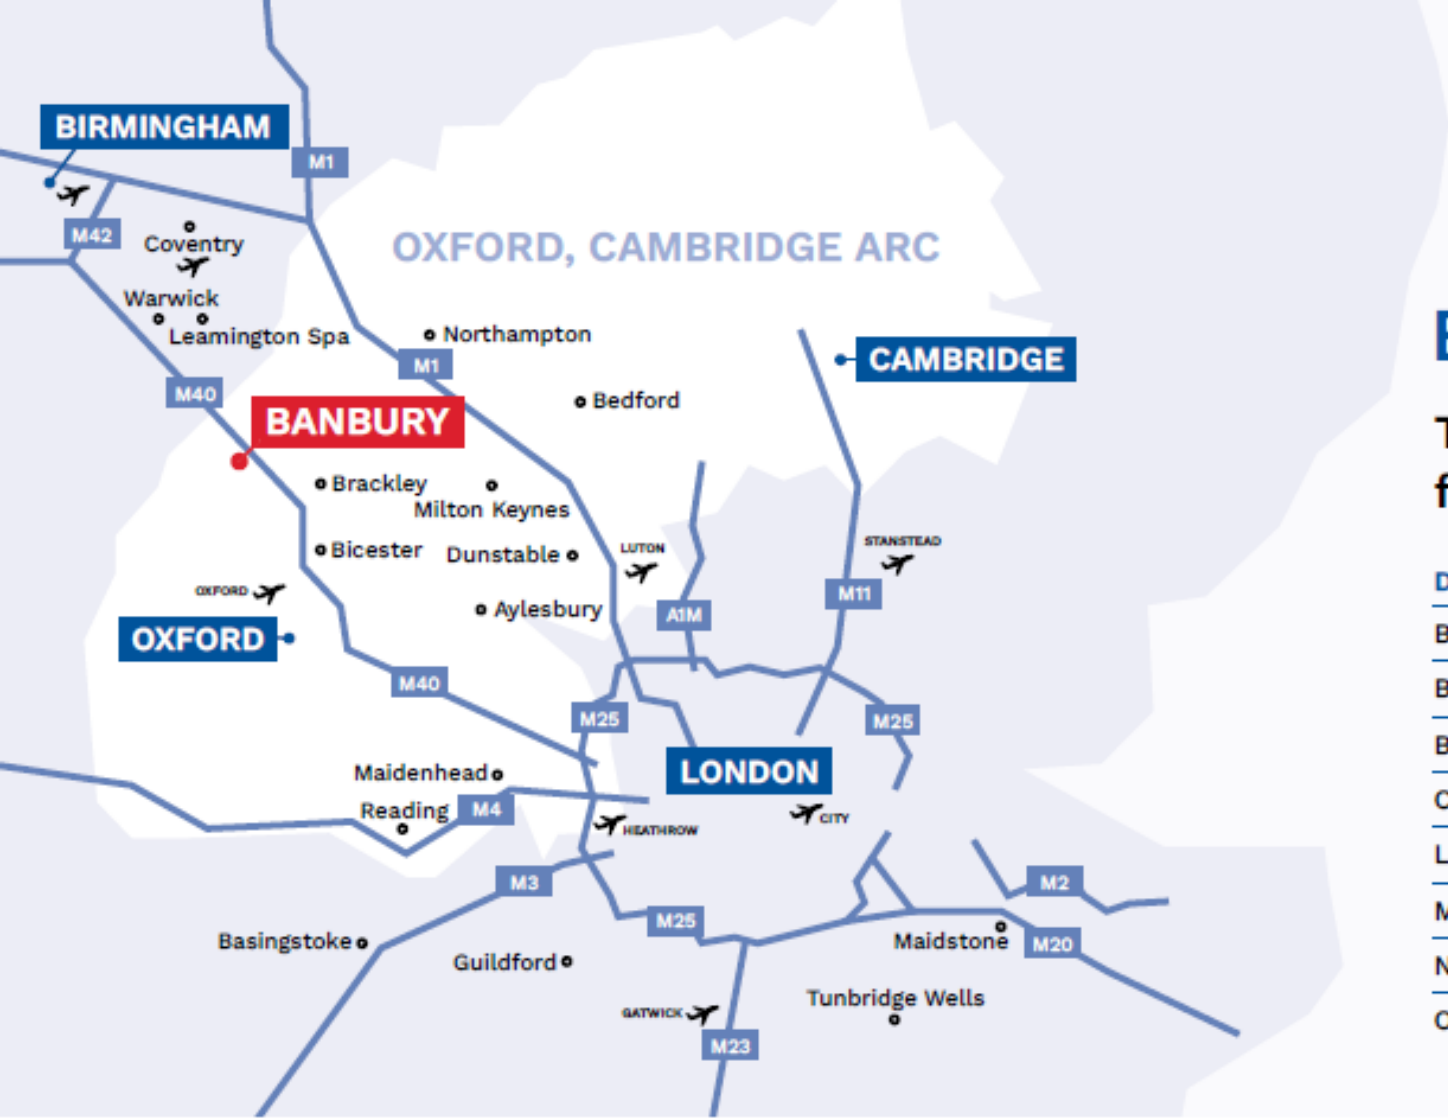 BIRMINGHAM
M1
M42
Coventry
OXFORD, CAMBRIDGE ARC
Warwick
Leamington Spa
Northampton
M1
CAMBRIDGE
M40
Bedford
BANBURY
Brackley
Milton Keynes
Bicester
Dunstable
LUTON
STANSTEAD
OXFORD
M11
Aylesbury
A1M
OXFORD
M40
M25
M25
Maidenhead
LONDON
Reading
M4
HEATHROW
CITY
M3
M2
M25
Basingstoke
Maidstone
M20
Guildford
Tunbridge Wells
GATWICK
M23